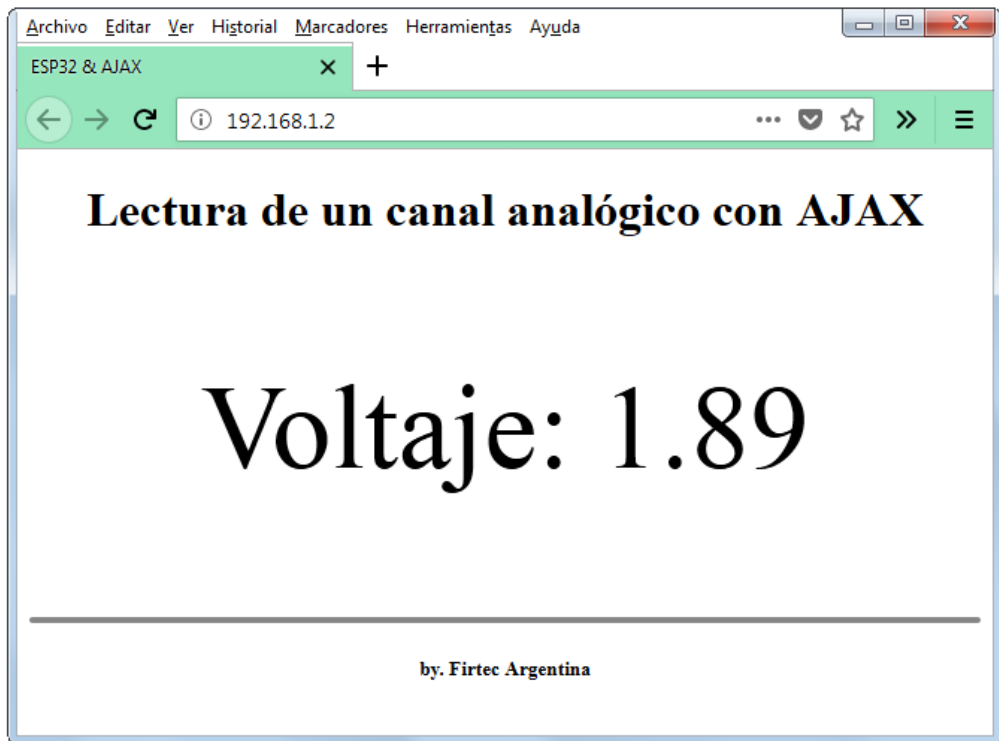 Archivo Editar Ver Historial Marcadores Herramientas Ayuda
ESP32 & AJAX
192.168.1.2
Lectura de un canal analógico con AJAX
Voltaje: 1.89
by. Firtec Argentina